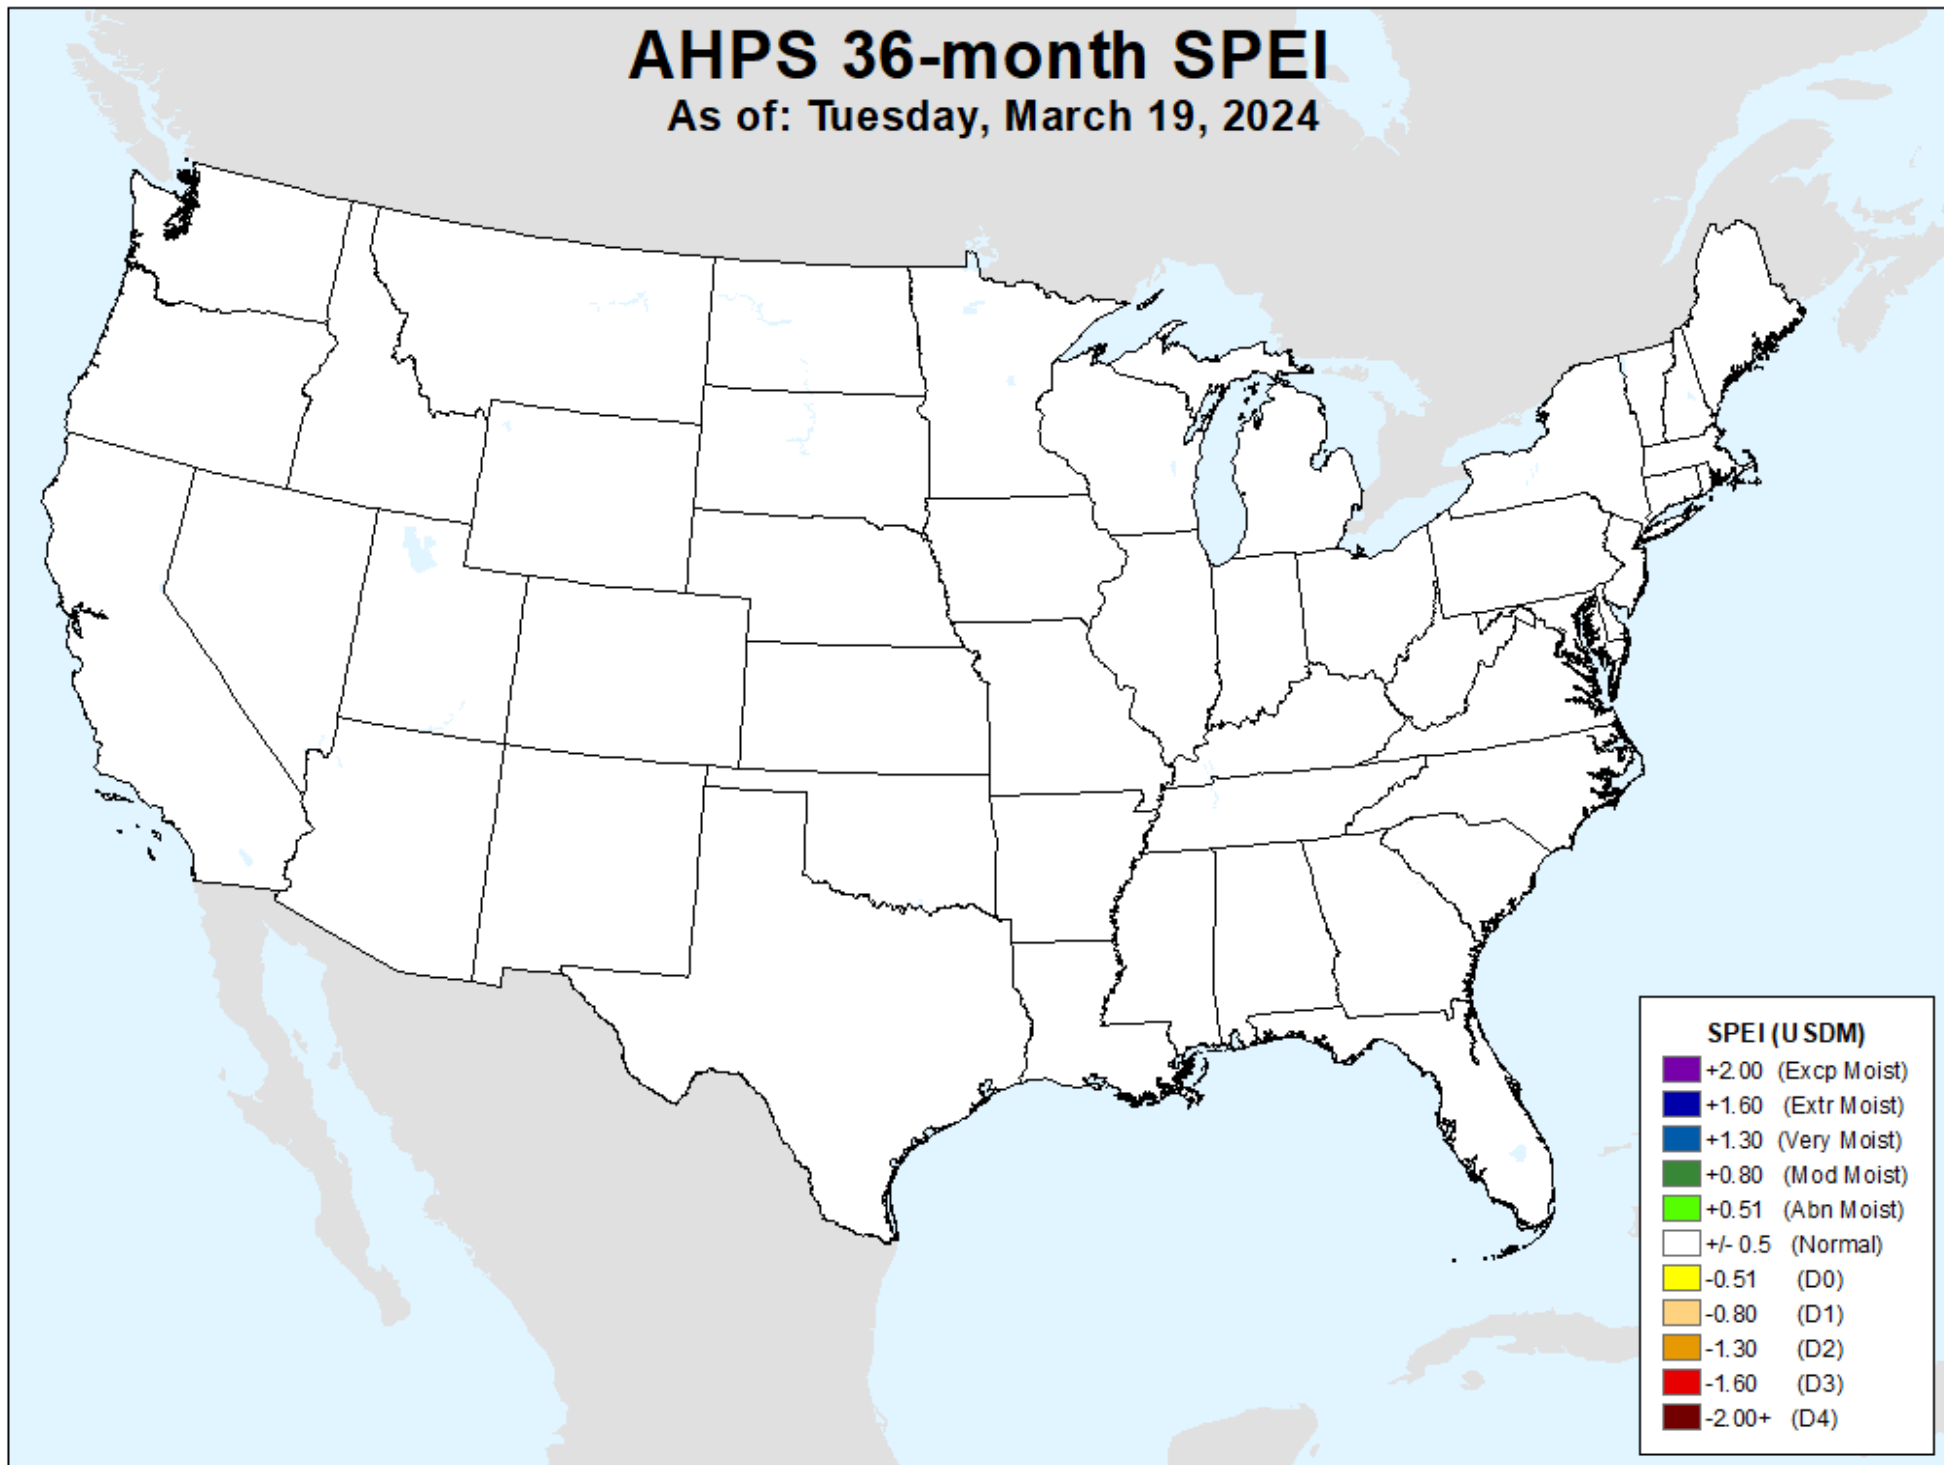 AHPS 36-month SPEI
As of: Tuesday, March 19, 2024
SPEI (USDM)
+2.00 (Excp Moist)
+1.60 (Extr Moist)
+1.30 (Very Moist)
+0.80 (Mod Moist)
+0.51 (Abn Moist)
+/- 0.5 (Normal)
-0.51 (D0)
-0.80 (D1)
-1.30 (D2)
-1.60 (D3)
-2.00+ (D4)